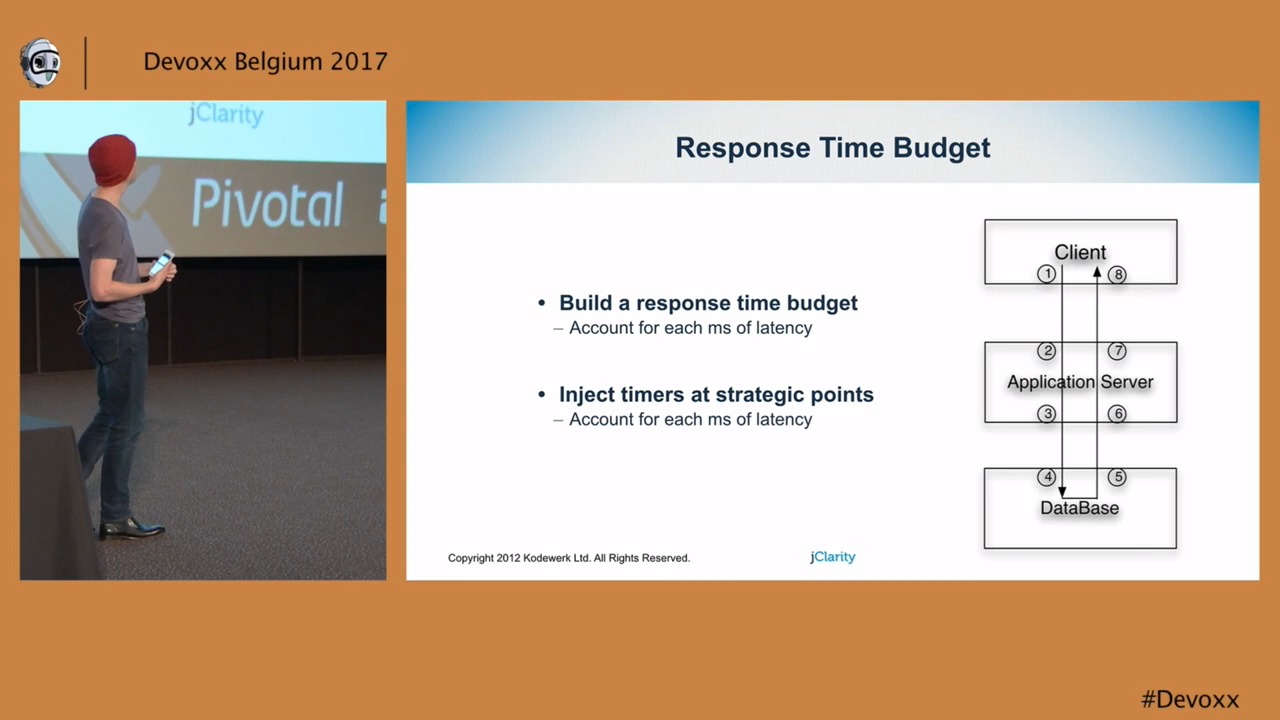 Devoxx Belgium 2017
jClarity
Pivotal
Response Time Budget
• Build a response time budget
– Account for each ms of latency
• Inject timers at strategic points
– Account for each ms of latency
Client
1 8
2 7
Application Server
3 6
4 5
DataBase
Copyright 2012 Kodewerk Ltd. All Rights Reserved.
jClarity
#Devoxx